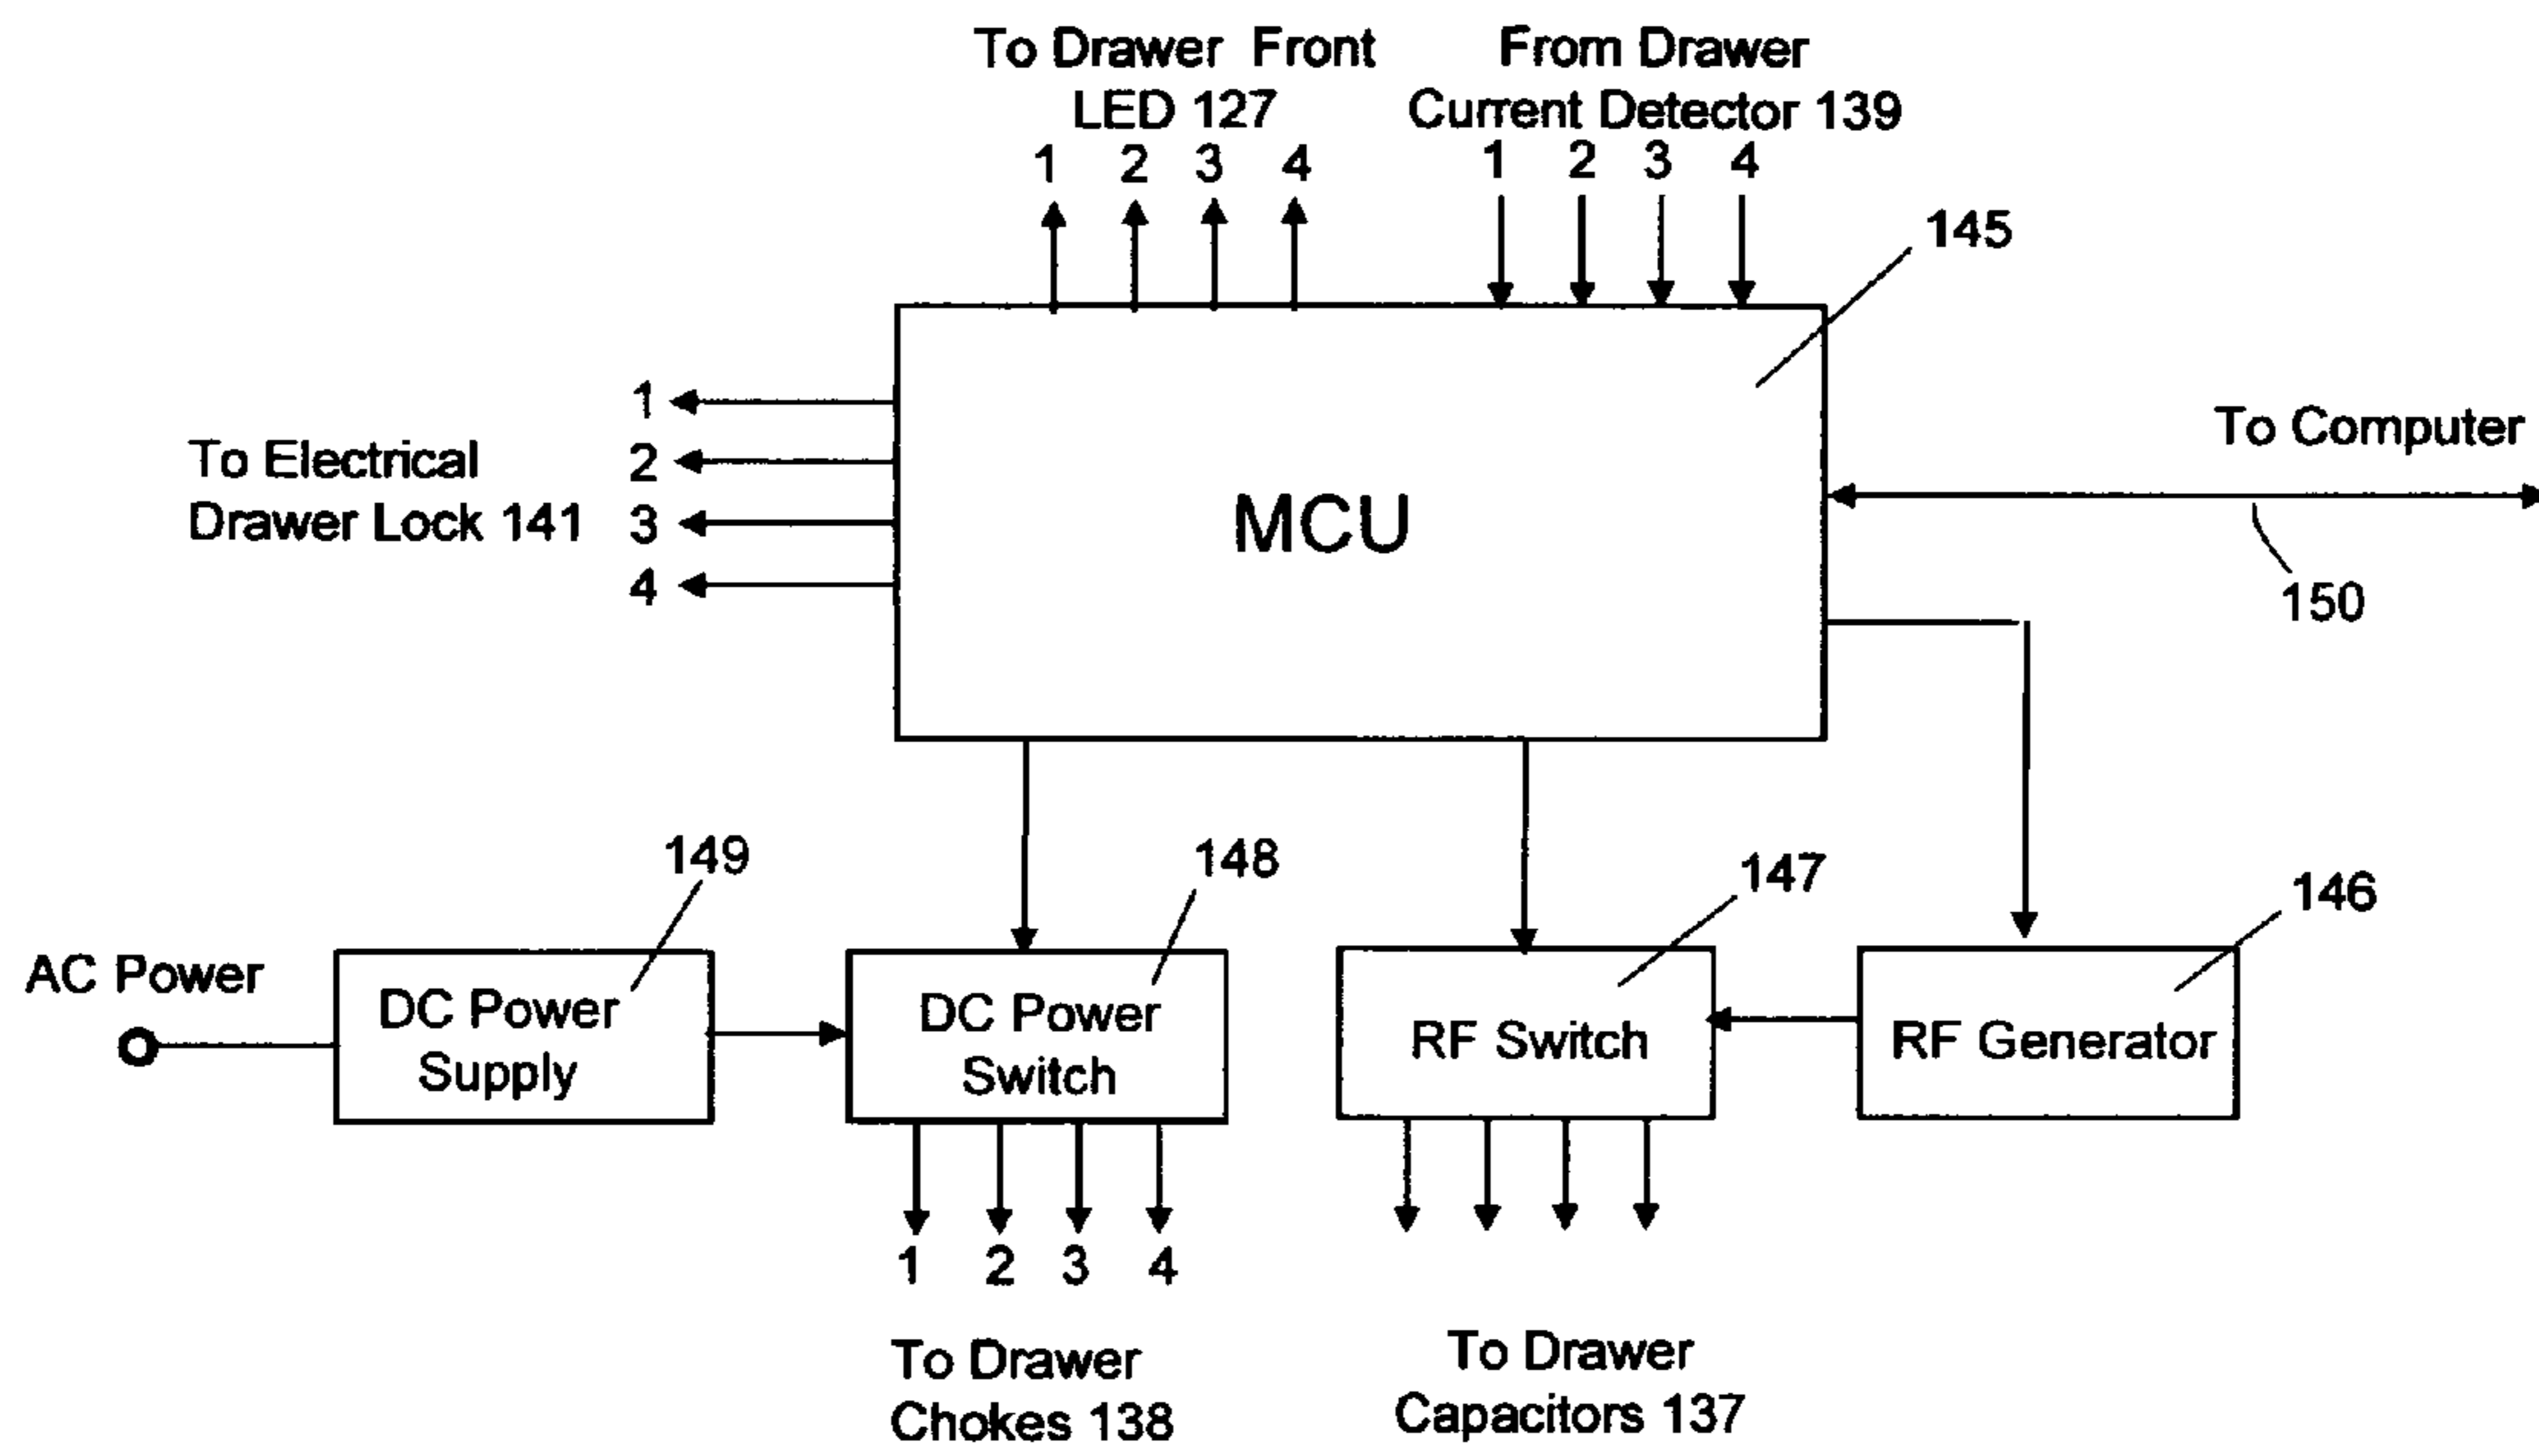 To Drawer Front
LED 127
1 2 3 4
From Drawer
Current Detector 139
1 2 3 4
145
To Electrical
Drawer Lock 141
1
2
3
4
MCU
To Computer
150
149
148
147
146
AC Power
DC Power
Supply
DC Power
Switch
RF Switch
RF Generator
1 2 3 4
To Drawer
Chokes 138
To Drawer
Capacitors 137